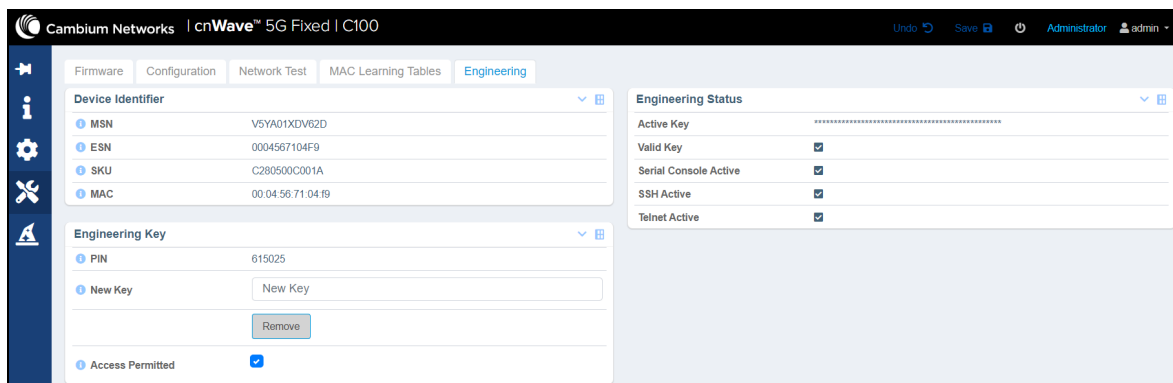 Cambium Networks | cnWave™ 5G Fixed | C100
Undo Save Administrator admin
Firmware Configuration Network Test MAC Learning Tables Engineering
Device Identifier
MSN V5YA01XDV62D
ESN 0004567104F9
SKU C280500C001A
MAC 00:04:56:71:04:f9
Engineering Key
PIN 615025
New Key New Key
Remove
Access Permitted
Engineering Status
Active Key ************************************************
Valid Key
Serial Console Active
SSH Active
Telnet Active